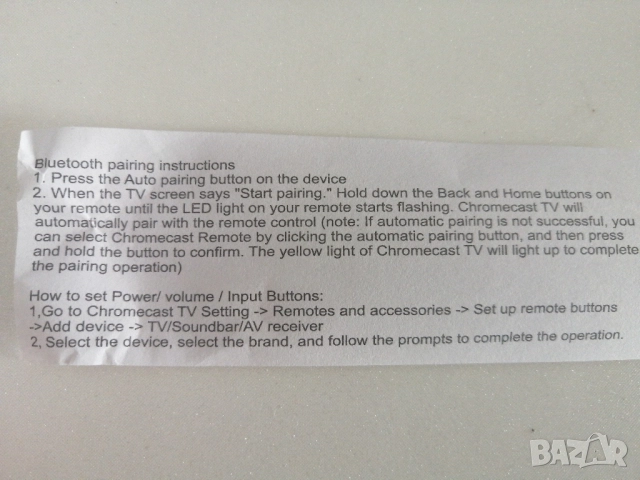 Bluetooth pairing instructions
1. Press the Auto pairing button on the device
2. When the TV screen says "Start pairing." Hold down the Back and Home buttons on
your remote until the LED light on your remote starts flashing. Chromecast TV will
automatically pair with the remote control (note: If automatic pairing is not successful, you
can select Chromecast Remote by clicking the automatic pairing button, and then press
and hold the button to confirm. The yellow light of Chromecast TV will light up to complete
the pairing operation)
How to set Power/ volume / Input Buttons:
1,Go to Chromecast TV Setting -> Remotes and accessories -> Set up remote buttons
->Add device -> TV/Soundbar/AV receiver
2, Select the device, select the brand, and follow the prompts to complete the operation.
BAZAR